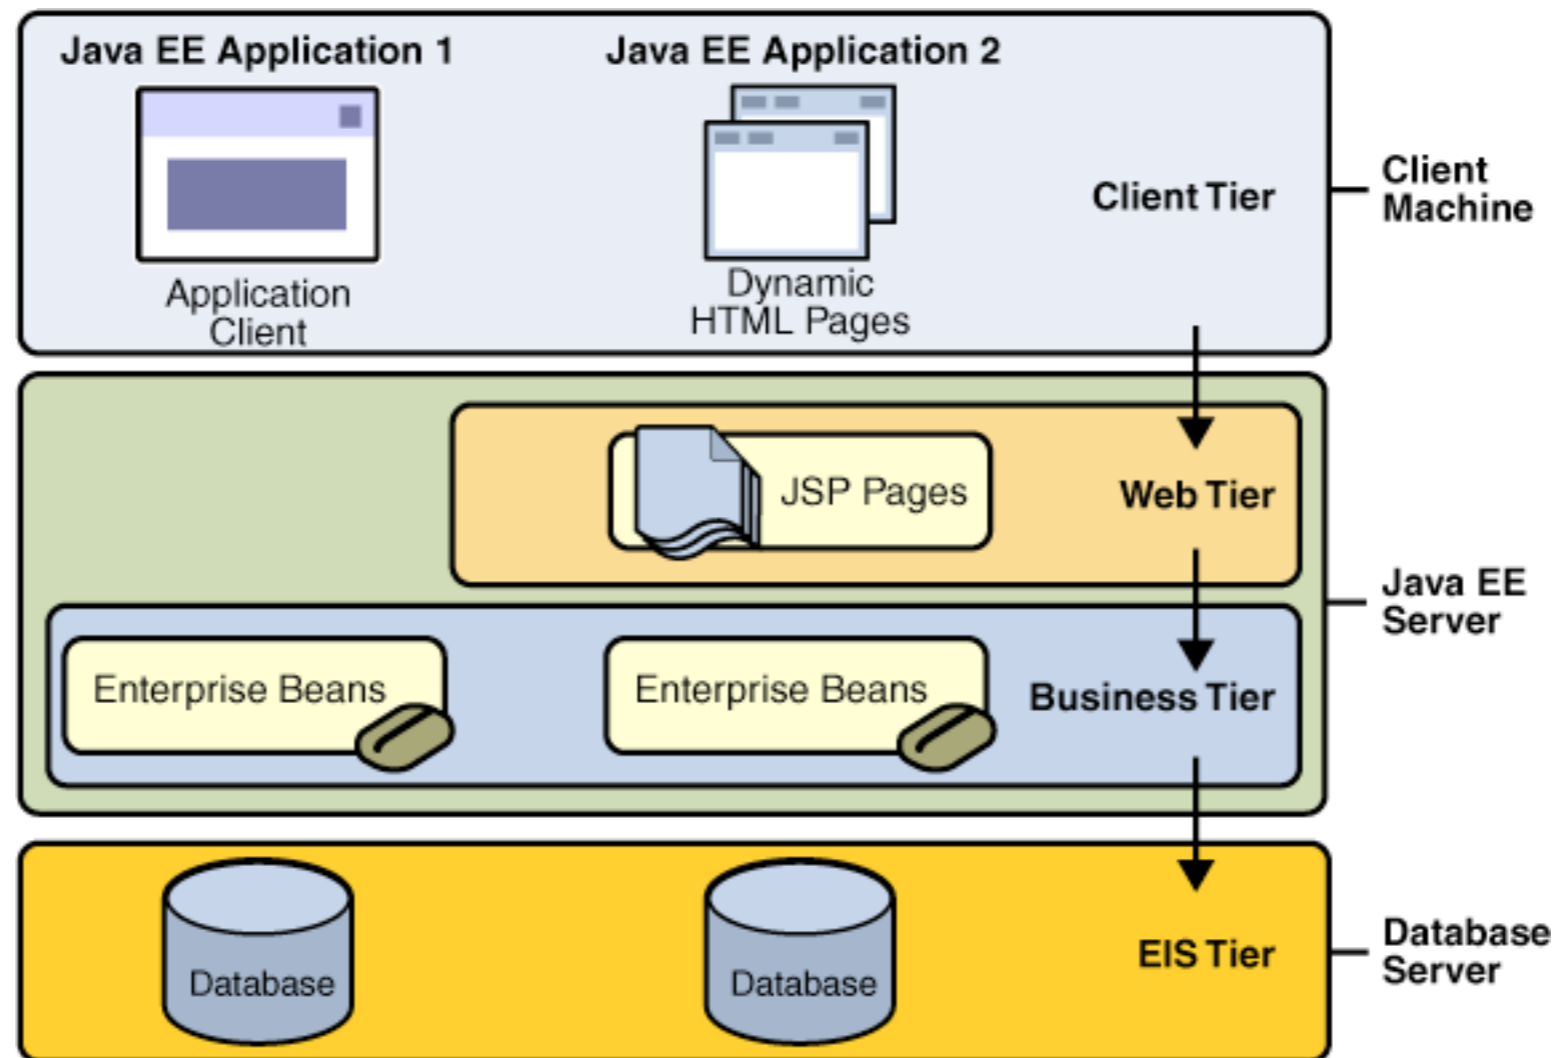 Java EE Application 1
Java EE Application 2
Application
Client
Dynamic
HTML Pages
Client Tier
Client
Machine
JSP Pages
Web Tier
Java EE
Server
Enterprise Beans
Enterprise Beans
Business Tier
Database
Database
EIS Tier
Database
Server